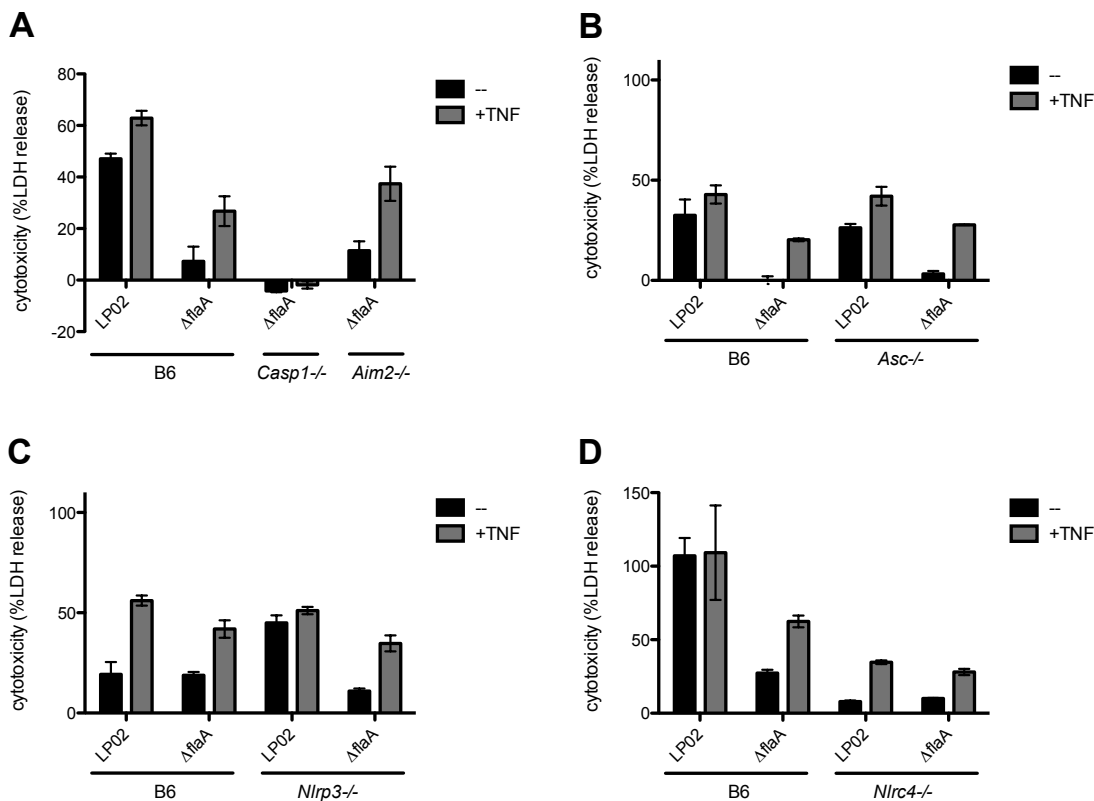 A
cytotoxicity (%LDH release)
80
60
40
20
0
-20
--
+TNF
LP02
ΔflaA
ΔflaA
ΔflaA
B6
Casp1-/-
Aim2-/-
B
cytotoxicity (%LDH release)
100
50
0
--
+TNF
LP02
ΔflaA
LP02
ΔflaA
B6
Asc-/-
C
cytotoxicity (%LDH release)
100
50
0
--
+TNF
LP02
ΔflaA
LP02
ΔflaA
B6
Nlrp3-/-
D
cytotoxicity (%LDH release)
150
100
50
0
--
+TNF
LP02
ΔflaA
LP02
ΔflaA
B6
Nlrc4-/-